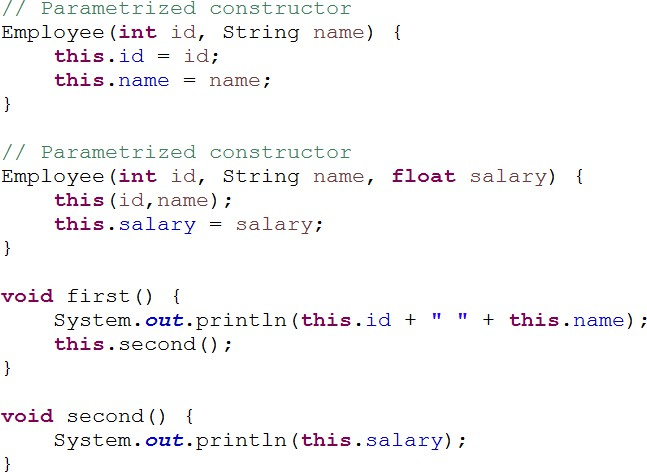 // Parametrized constructor
Employee(int id, String name) {
    this.id = id;
    this.name = name;
}

// Parametrized constructor
Employee(int id, String name, float salary) {
    this(id,name);
    this.salary = salary;
}

void first() {
    System.out.println(this.id + " " + this.name);
    this.second();
}

void second() {
    System.out.println(this.salary);
}